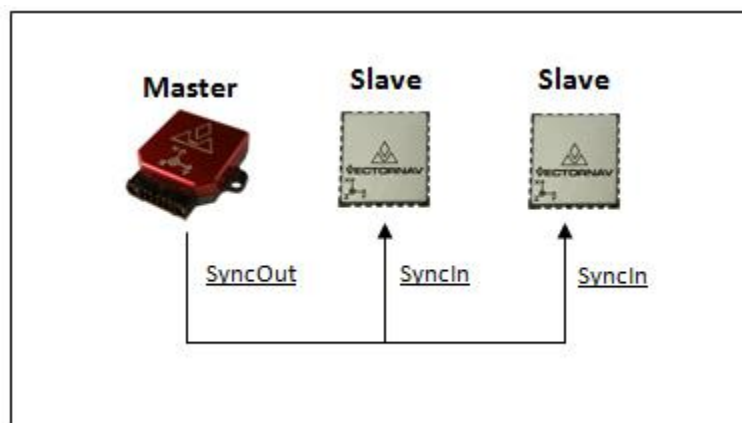 Master
Slave
Slave
VECTORNAV
VECTORNAV
SyncOut
SyncIn
SyncIn